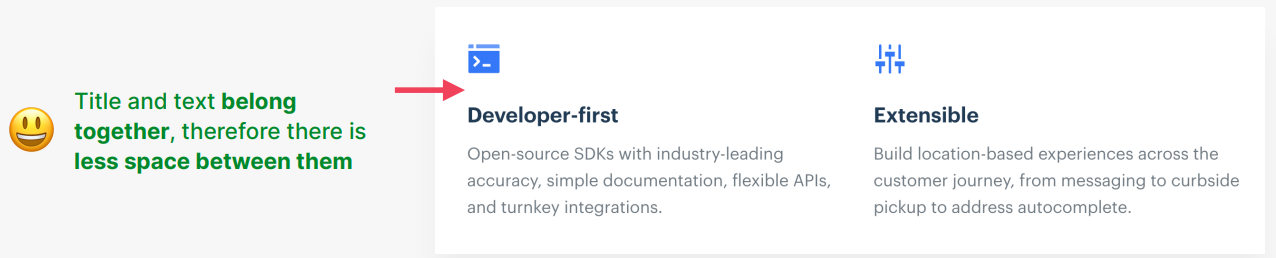 Title and text belong
together, therefore there is
less space between them
Developer-first
Open-source SDKs with industry-leading
accuracy, simple documentation, flexible APIs,
and turnkey integrations.
Extensible
Build location-based experiences across the
customer journey, from messaging to curbside
pickup to address autocomplete.